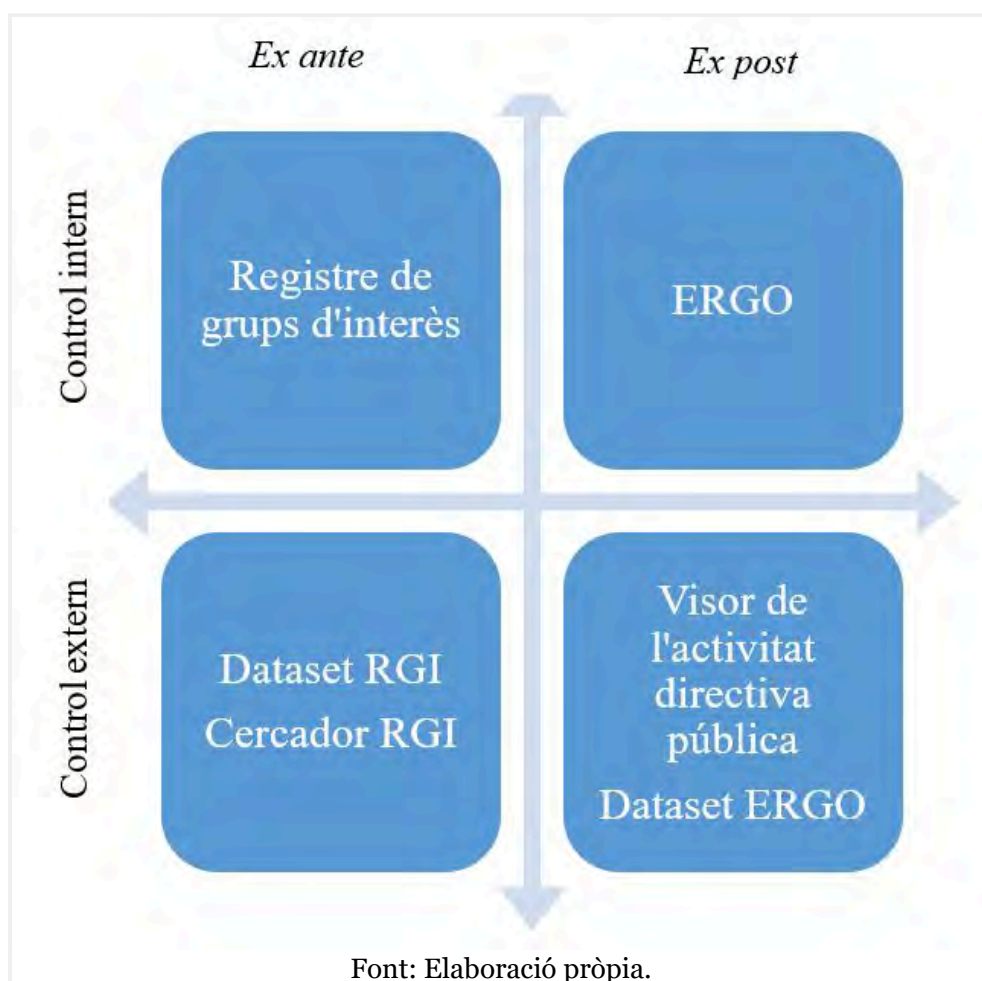 Ex ante
Ex post
Control intern
Registre de
grups d'interès
ERGO
Control extern
Dataset RGI
Cercador RGI
Visor de
l'activitat
directiva
pública
Dataset ERGO
Font: Elaboració pròpia.